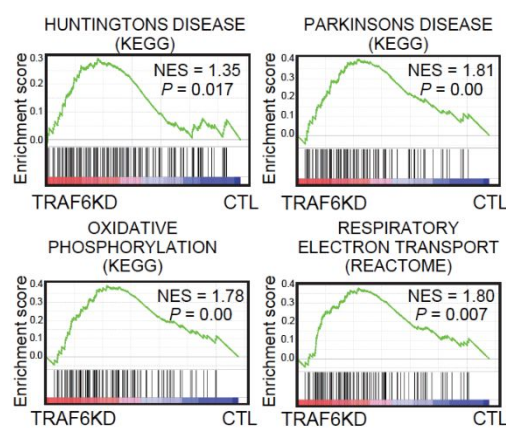 HUNTINGTONS DISEASE
(KEGG)
Enrichment score
0.3
0.2
0.1
0.0
NES = 1.35
P = 0.017
TRAF6KD CTL
PARKINSONS DISEASE
(KEGG)
Enrichment score
0.4
0.3
0.2
0.1
0.0
NES = 1.81
P = 0.00
TRAF6KD CTL
OXIDATIVE
PHOSPHORYLATION
(KEGG)
Enrichment score
0.4
0.3
0.2
0.1
0.0
NES = 1.78
P = 0.00
TRAF6KD CTL
RESPIRATORY
ELECTRON TRANSPORT
(REACTOME)
Enrichment score
0.4
0.3
0.2
0.1
0.0
NES = 1.80
P = 0.007
TRAF6KD CTL